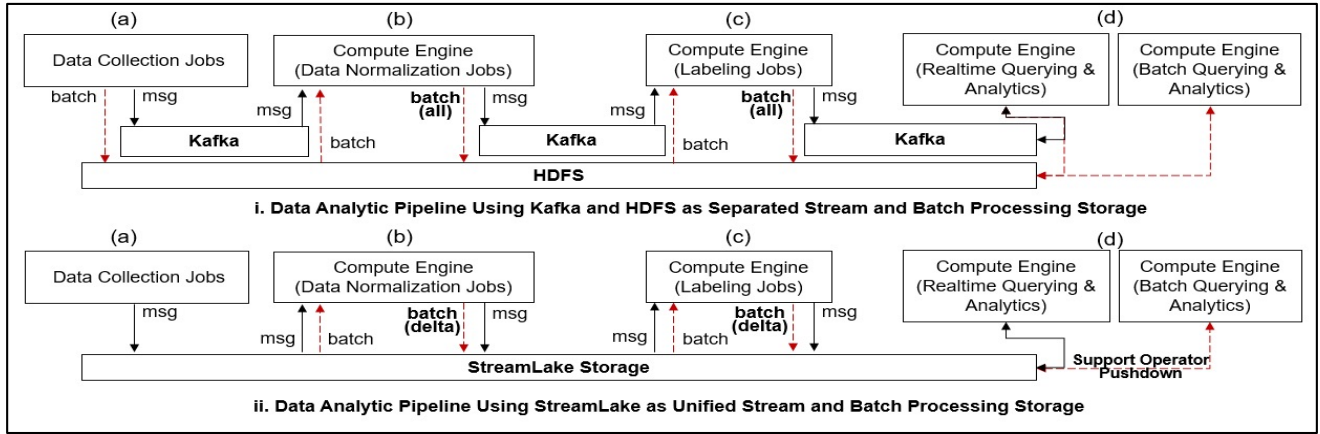 (a) (b) (c) (d)
Data Collection Jobs
Compute Engine
(Data Normalization Jobs)
Compute Engine
(Labeling Jobs)
Compute Engine
(Realtime Querying &
Analytics)
Compute Engine
(Batch Querying &
Analytics)
batch
msg
msg
batch
batch
(all)
msg
msg
batch
batch
(all)
msg
Kafka
Kafka
Kafka
HDFS
i. Data Analytic Pipeline Using Kafka and HDFS as Separated Stream and Batch Processing Storage
(a) (b) (c) (d)
Data Collection Jobs
Compute Engine
(Data Normalization Jobs)
Compute Engine
(Labeling Jobs)
Compute Engine
(Realtime Querying &
Analytics)
Compute Engine
(Batch Querying &
Analytics)
msg
msg
batch
batch
(delta)
msg
msg
batch
batch
(delta)
msg
Support Operator
Pushdown
StreamLake Storage
ii. Data Analytic Pipeline Using StreamLake as Unified Stream and Batch Processing Storage